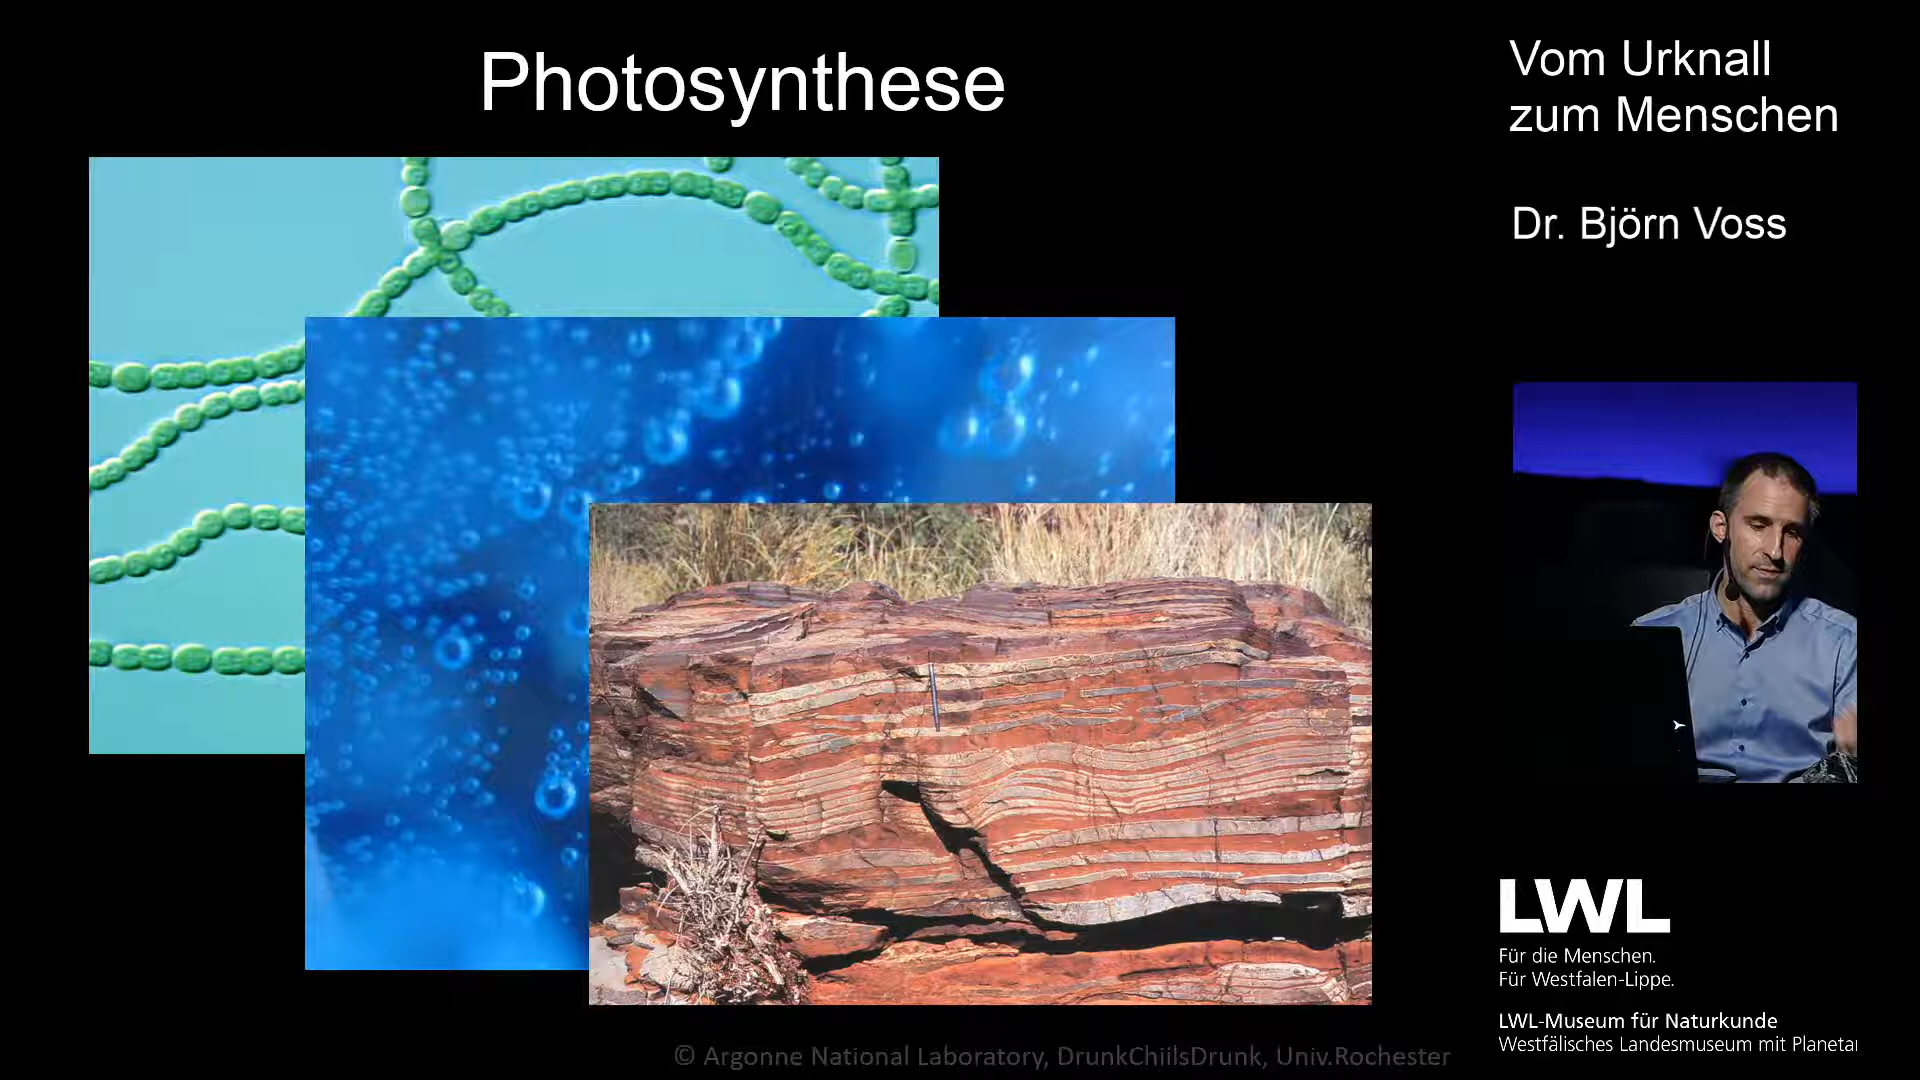 Photosynthese
Vom Urknall
zum Menschen
Dr. Björn Voss
LWL
Für die Menschen.
Für Westfalen-Lippe.
LWL-Museum für Naturkunde
Westfälisches Landesmuseum mit Planetar
© Argonne National Laboratory, DrunkChiilsDrunk, Univ.Rochester